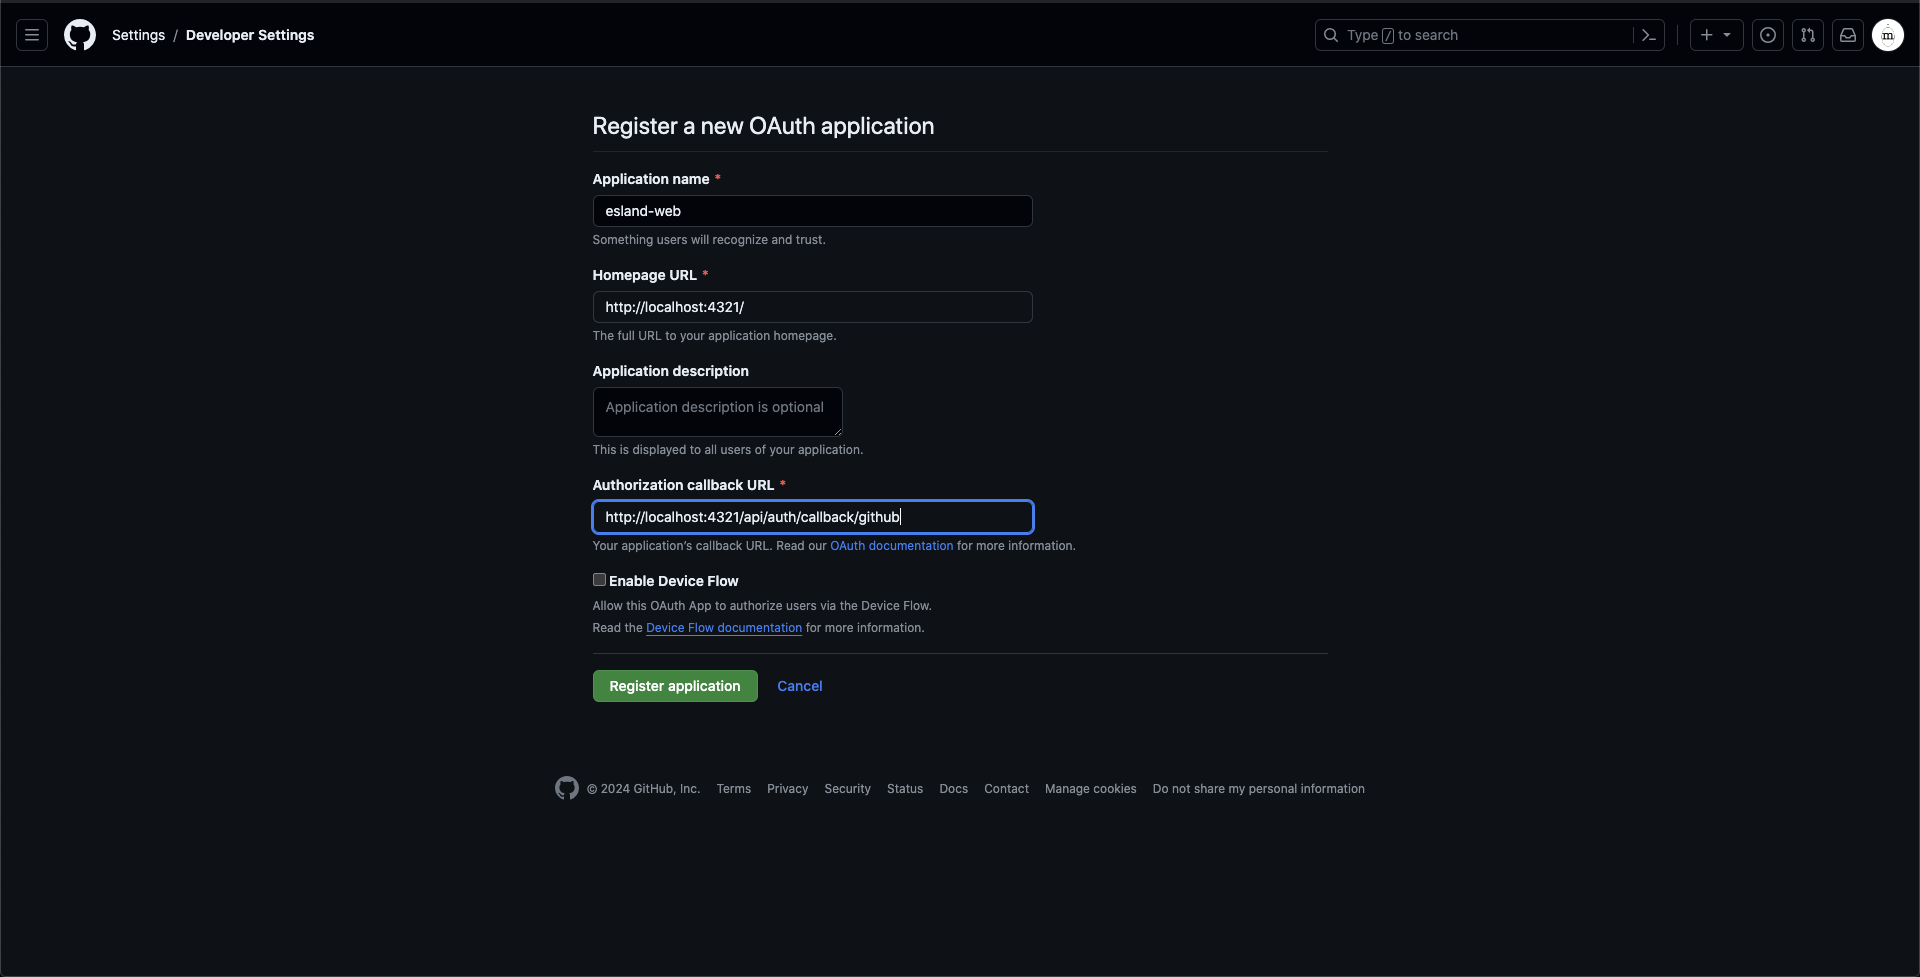 Settings / Developer Settings
Type / to search
m
Register a new OAuth application
Application name *
esland-web
Something users will recognize and trust.
Homepage URL *
http://localhost:4321/
The full URL to your application homepage.
Application description
Application description is optional
This is displayed to all users of your application.
Authorization callback URL *
http://localhost:4321/api/auth/callback/github
Your application's callback URL. Read our OAuth documentation for more information.
Enable Device Flow
Allow this OAuth App to authorize users via the Device Flow.
Read the Device Flow documentation for more information.
Register application Cancel
© 2024 GitHub, Inc. Terms Privacy Security Status Docs Contact Manage cookies Do not share my personal information